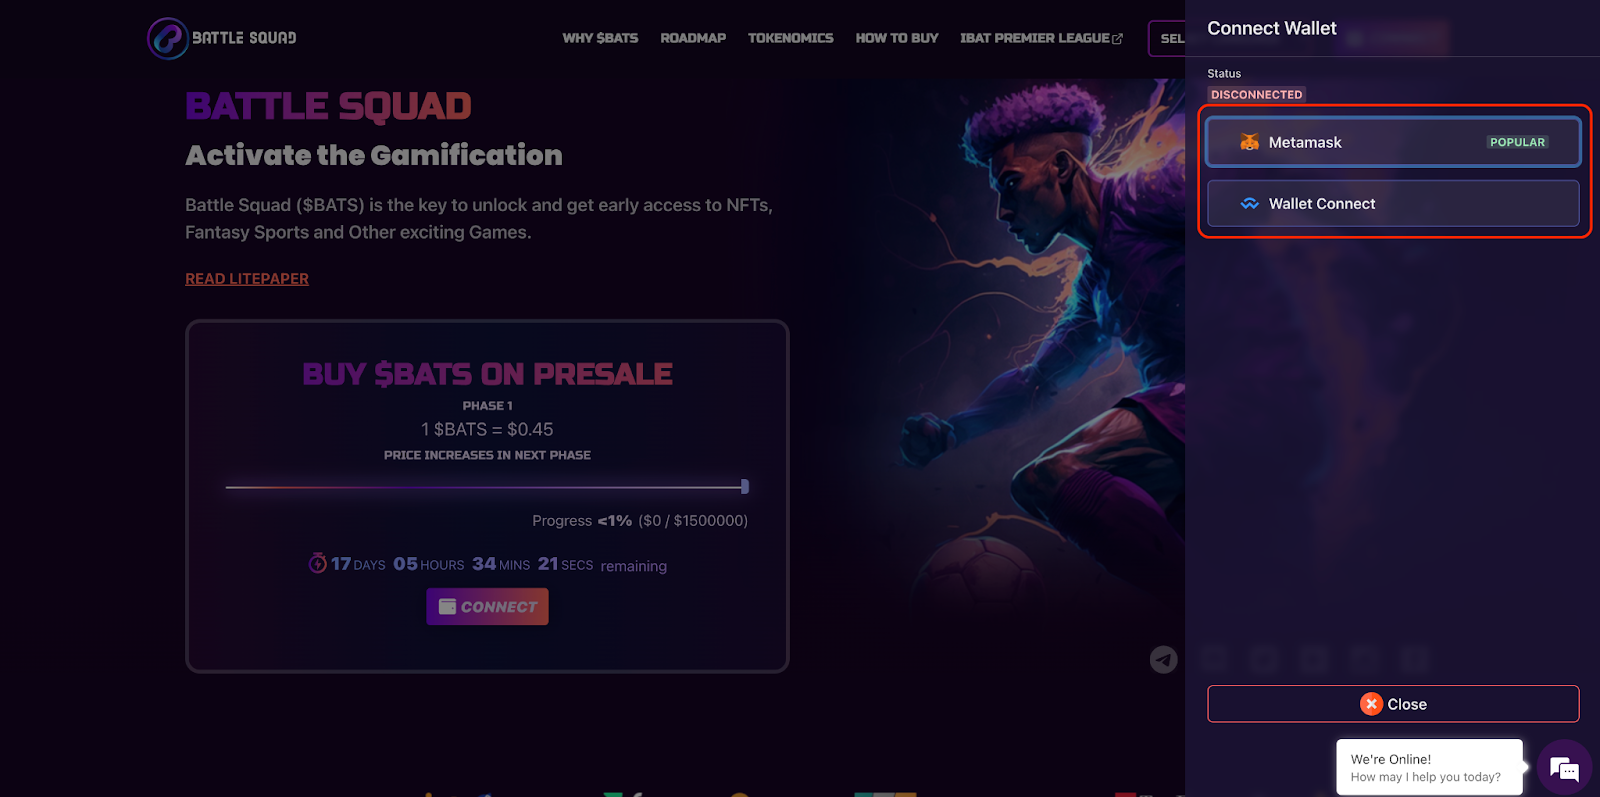 BATTLE SQUAD
WHY $BATS
ROADMAP
TOKENOMICS
HOW TO BUY
IBAT PREMIER LEAGUE
SEL
BATTLE SQUAD
Activate the Gamification
Battle Squad ($BATS) is the key to unlock and get early access to NFTs,
Fantasy Sports and Other exciting Games.
READ LITEPAPER
BUY $BATS ON PRESALE
PHASE 1
1 $BATS = $0.45
PRICE INCREASES IN NEXT PHASE
Progress <1% ($0 / $1500000)
17 DAYS 05 HOURS 34 MINS 21 SECS remaining
CONNECT
Connect Wallet
Status
DISCONNECTED
Metamask
POPULAR
Wallet Connect
Close
We're Online!
How may I help you today?